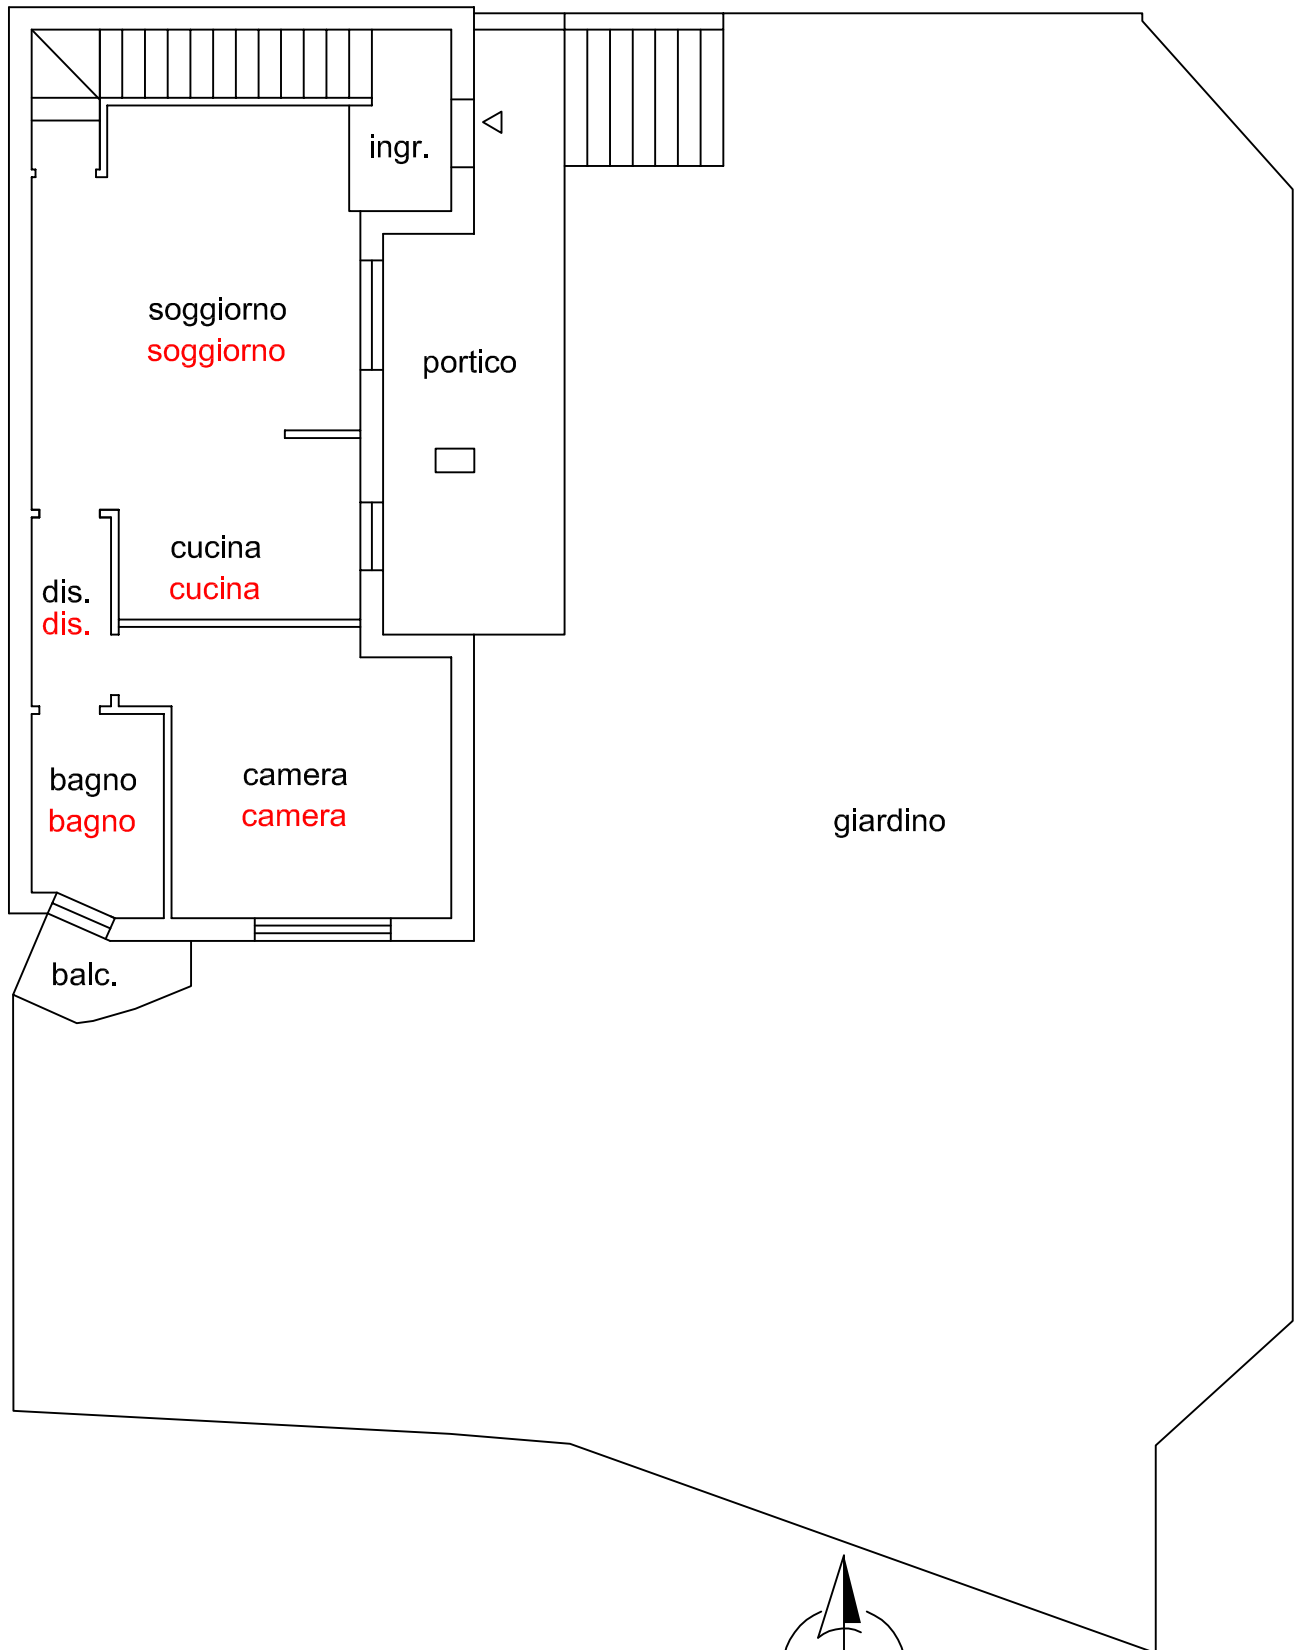 ingr.
soggiorno
soggiorno
portico
cucina
cucina
dis.
dis.
bagno
bagno
camera
camera
giardino
balc.